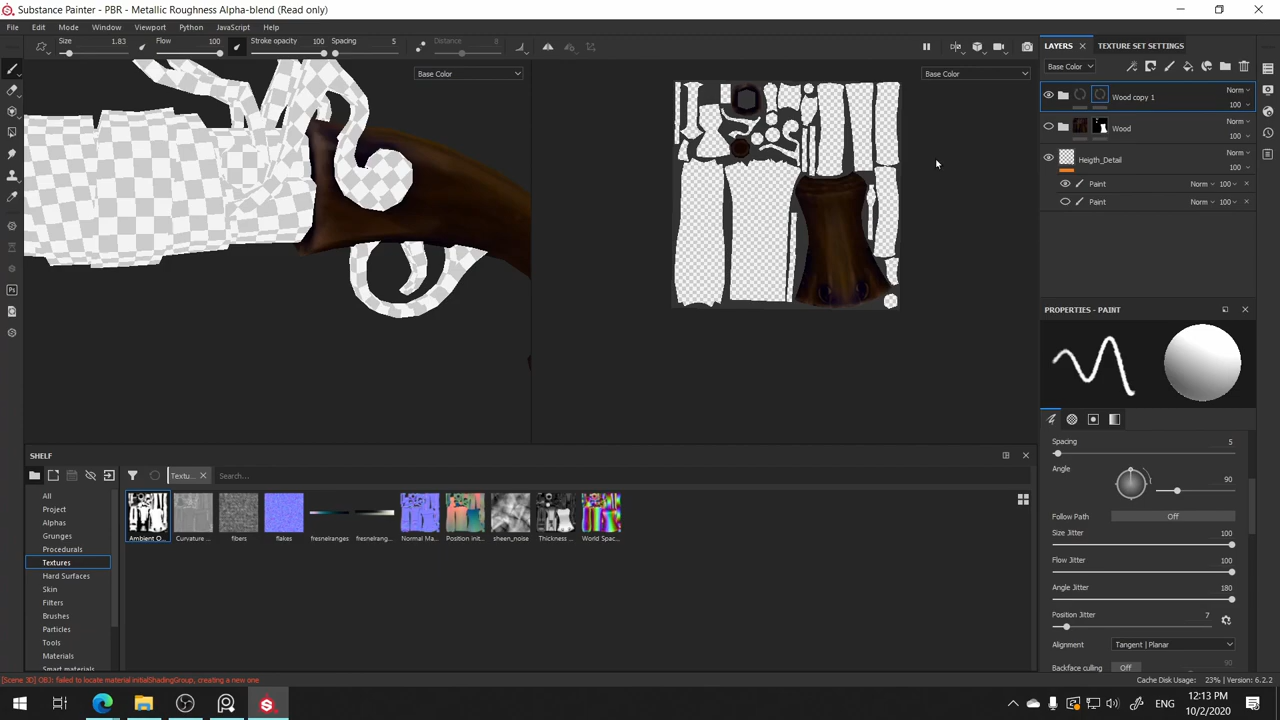 Substance Painter - PBR - Metallic Roughness Alpha-blend (Read only)
File Edit Mode Window Viewport Python JavaScript Help
Size 1.83 Flow 100 Stroke opacity 100 Spacing 5 Distance 8
Base Color
Base Color
LAYERS TEXTURE SET SETTINGS
Base Color
Wood copy 1 Norm 100
Wood Norm 100
Heigth_Detail Norm 100
Paint Norm 100
Paint Norm 100
PROPERTIES - PAINT
Spacing 5
Angle 90
Follow Path Off
Size Jitter 100
Flow Jitter 100
Angle Jitter 180
Position Jitter 7
Alignment Tangent | Planar
Backface culling Off 90
SHELF
Textu... Search...
All
Project
Alphas
Grunges
Procedurals
Textures
Hard Surfaces
Skin
Filters
Brushes
Particles
Tools
Materials
Smart materials
Ambient O... Curvature ... fibers flakes fresnelranges fresnelrang... Normal Ma... Position init... sheen_noise Thickness ... World Spac...
[Scene 3D] OBJ: failed to locate material initialShadingGroup, creating a new one.
Cache Disk Usage: 23% | Version: 6.2.2
ENG 12:13 PM
10/2/2020